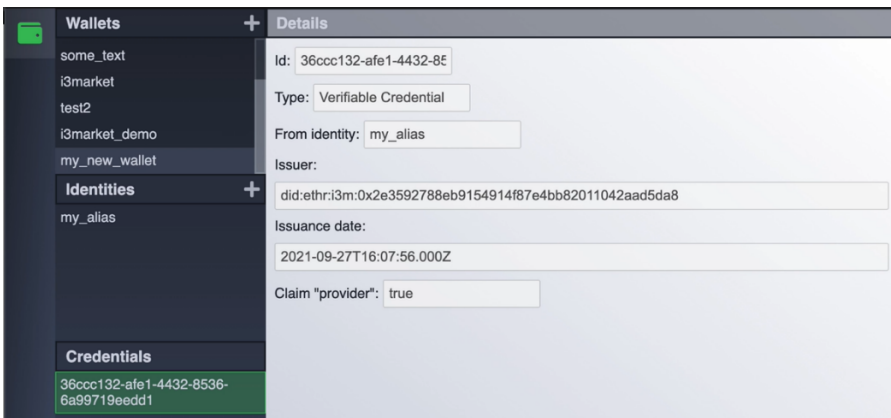 Wallets
some_text
i3market
test2
i3market_demo
my_new_wallet
Identities
my_alias
Credentials
36ccc132-afe1-4432-8536-
6a99719eedd1
Details
Id: 36ccc132-afe1-4432-85
Type: Verifiable Credential
From identity: my_alias
Issuer:
did:ethr:i3m:0x2e3592788eb9154914f87e4bb82011042aad5da8
Issuance date:
2021-09-27T16:07:56.000Z
Claim "provider": true